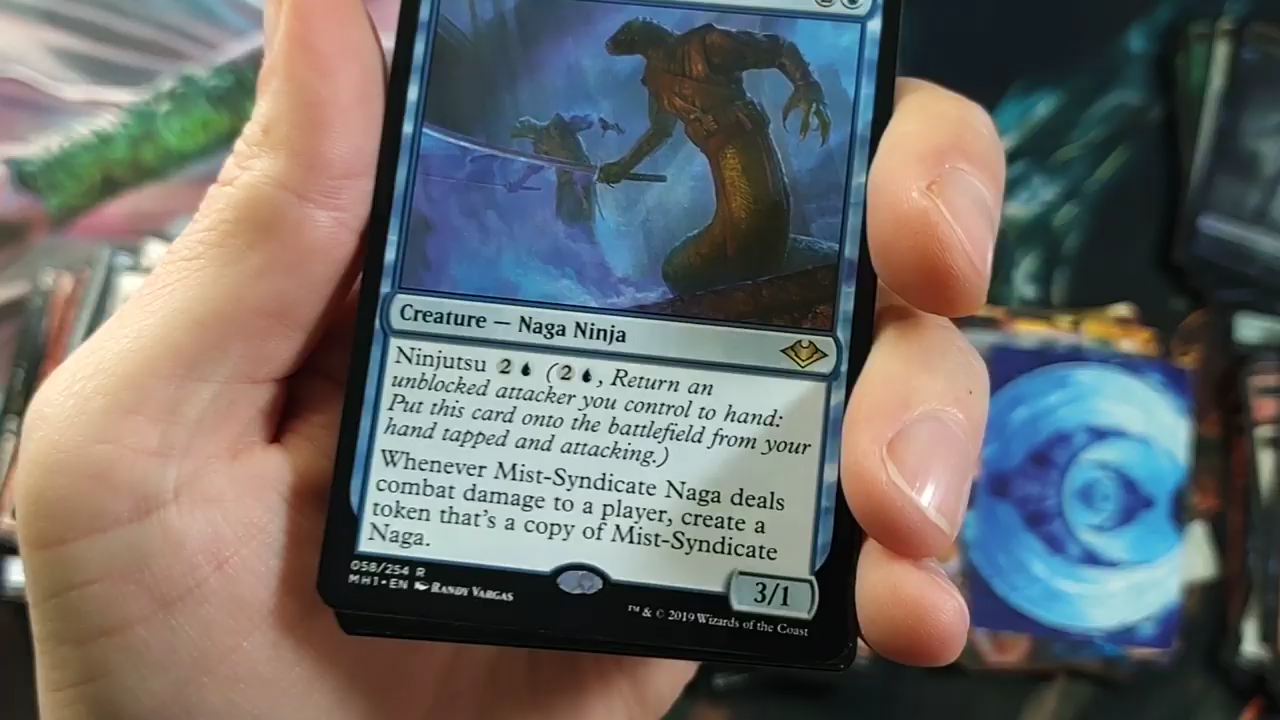 Creature — Naga Ninja
Ninjutsu 2 (2, Return an
unblocked attacker you control to hand:
Put this card onto the battlefield from your
hand tapped and attacking.)
Whenever Mist-Syndicate Naga deals
combat damage to a player, create a
token that's a copy of Mist-Syndicate
Naga.
3/1
058/254 R
MH1 • EN RANDY VARGAS
™ & © 2019 Wizards of the Coast